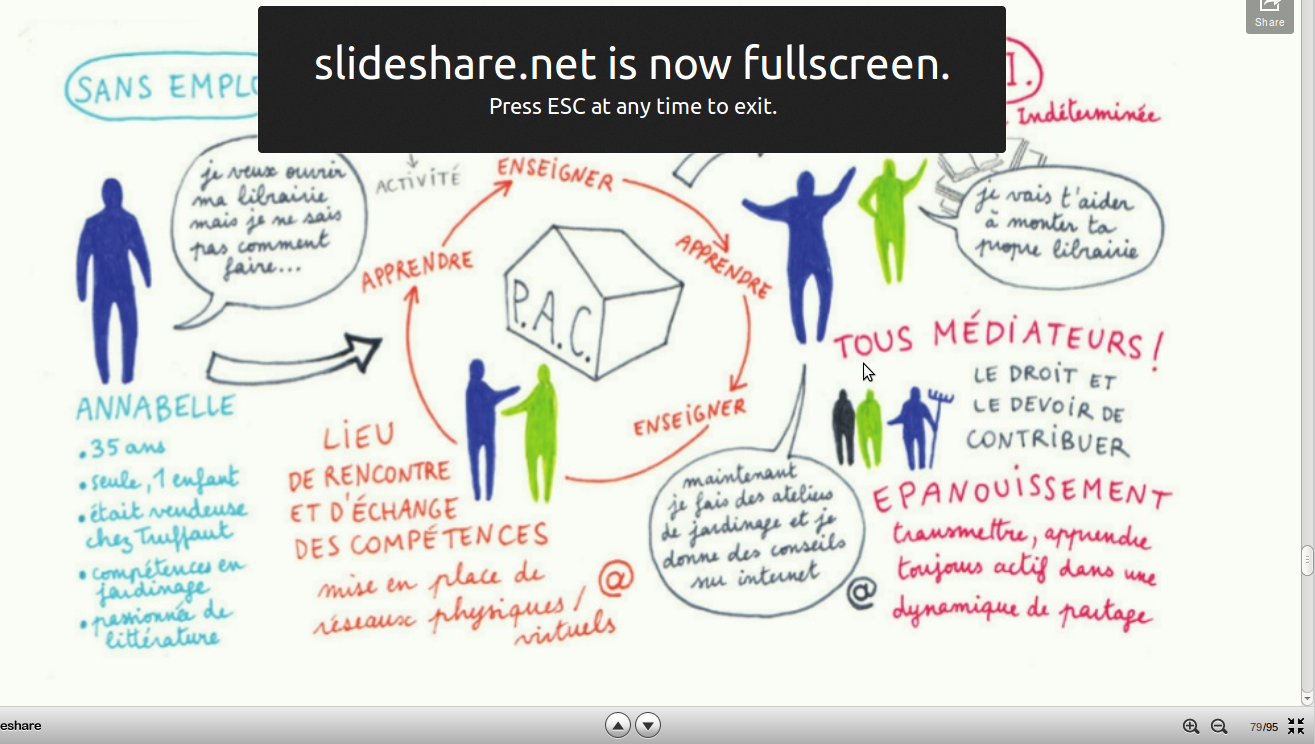 slideshare.net is now fullscreen.
Press ESC at any time to exit.
Share
SANS EMPLO
I.
Indéterminée
je veux ouvrir
ma librairie
mais je ne sais
pas comment
faire...
ACTIVITÉ
ENSEIGNER
APPRENDRE
APPRENDRE
ENSEIGNER
P.A.C.
je vais t'aider
à monter ta
propre librairie
ANNABELLE
• 35 ans
• seule, 1 enfant
• était vendeuse
chez Truffaut
• compétences en
jardinage
• passionnée de
littérature
LIEU
DE RENCONTRE
ET D'ÉCHANGE
DES COMPÉTENCES
mise en place de @
réseaux physiques /
virtuels
maintenant
je fais des ateliers
de jardinage et je
donne des conseils
sur internet
@
TOUS MÉDIATEURS !
LE DROIT ET
LE DEVOIR DE
CONTRIBUER
EPANOUISSEMENT
transmettre, apprendre
toujours actif dans une
dynamique de partage
eshare
79/95